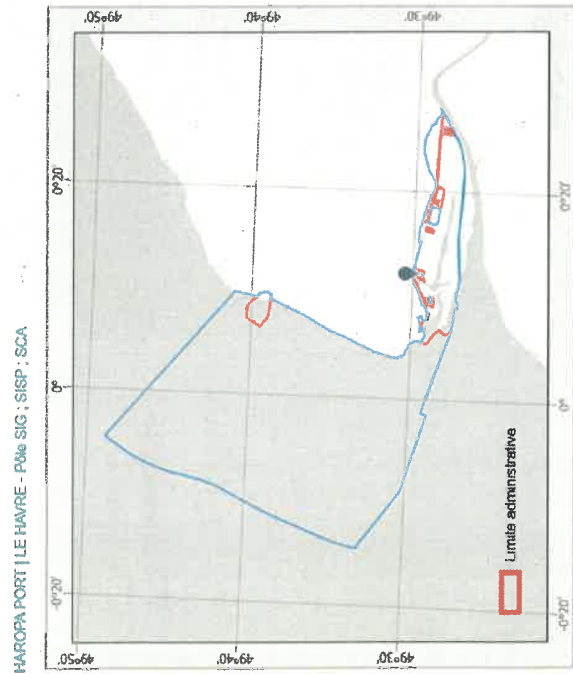 HAROPA PORT | LE HAVRE - Pôle SIG ; SISP ; SCA
-0°20' 0° 0°20'
49°50' 49°50'
49°40' 49°40'
49°30' 49°30'
-0°20' 0° 0°20'
Limite administrative